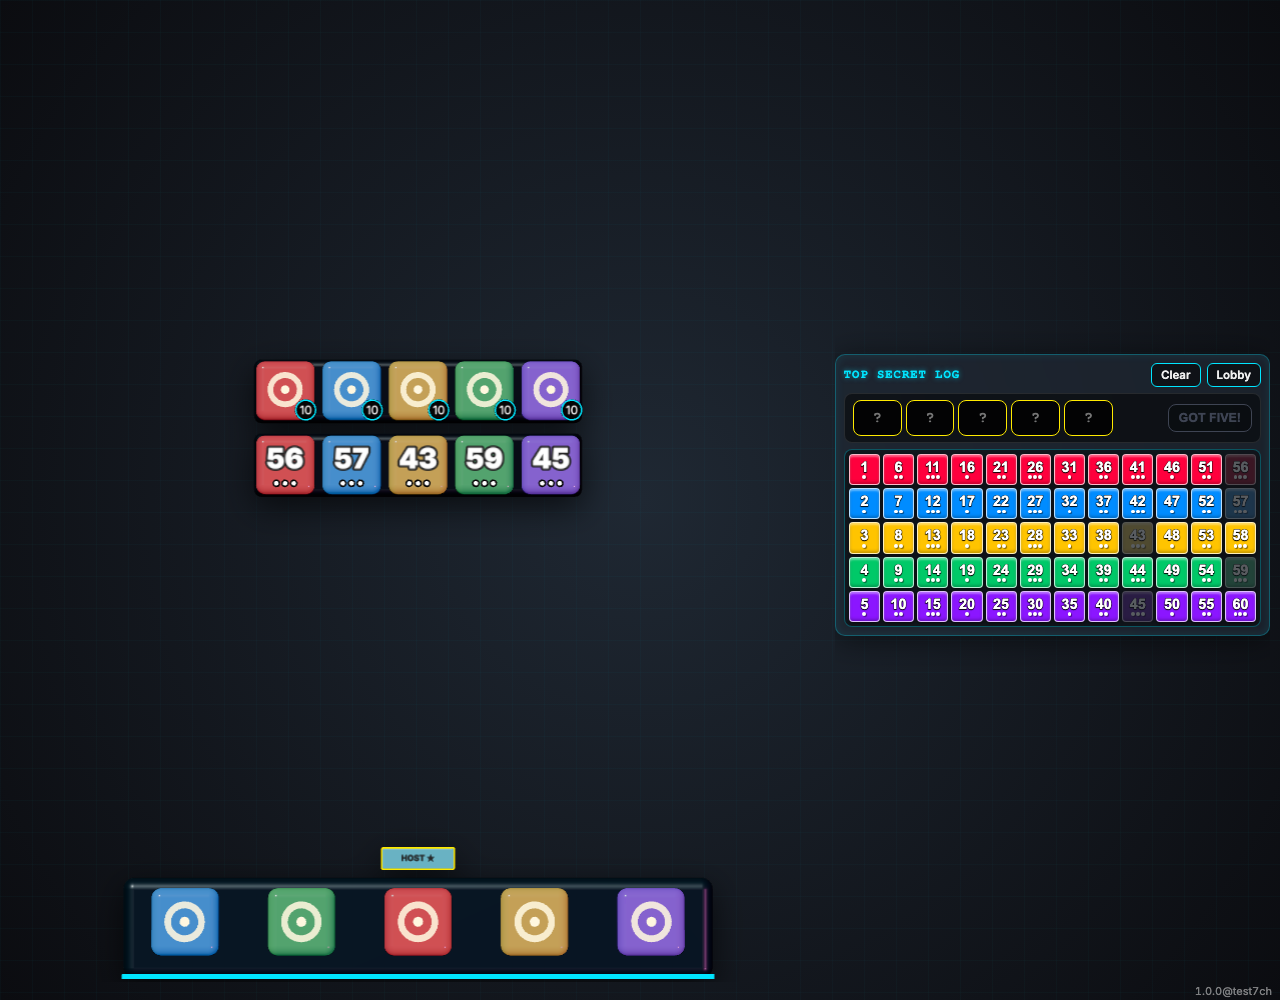 10 10 10 10 10
56 57 43 59 45
TOP SECRET LOG Clear Lobby
? ? ? ? ? GOT FIVE!
1 6 11 16 21 26 31 36 41 46 51 56
2 7 12 17 22 27 32 37 42 47 52 57
3 8 13 18 23 28 33 38 43 48 53 58
4 9 14 19 24 29 34 39 44 49 54 59
5 10 15 20 25 30 35 40 45 50 55 60
HOST ★
1.0.0@test7ch